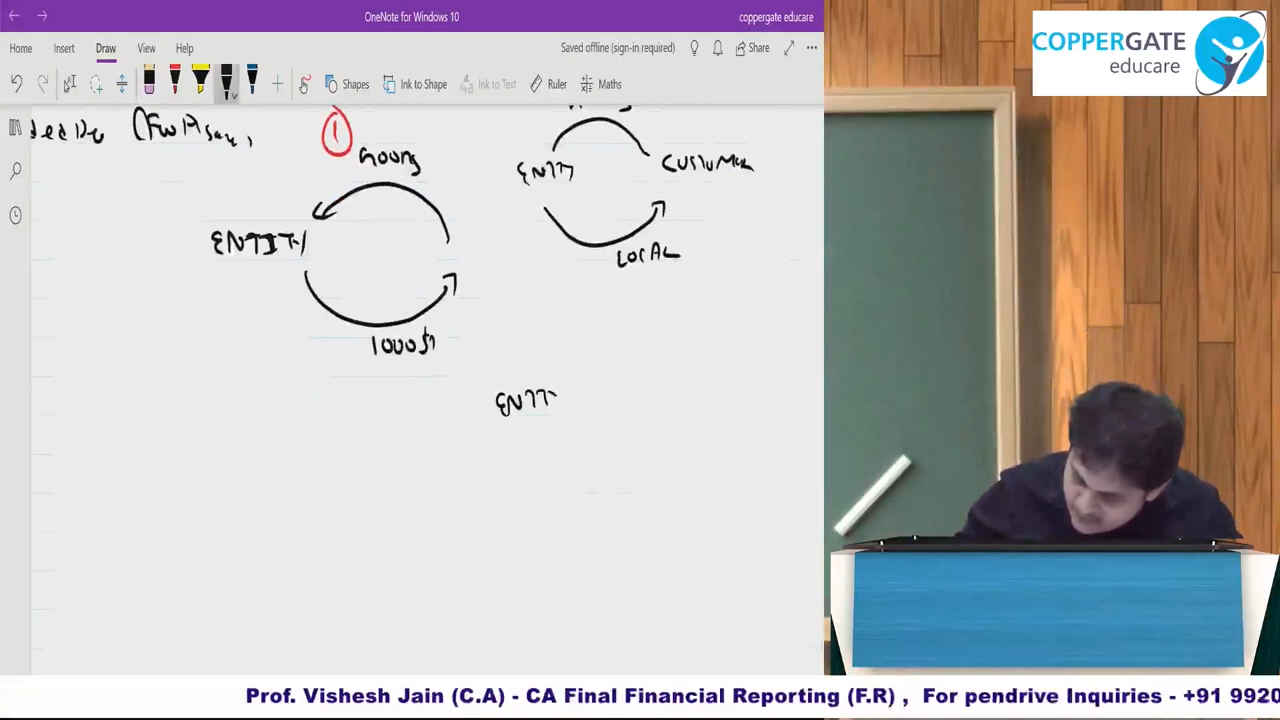 OneNote for Windows 10
coppergate educare
Home Insert Draw View Help
Saved offline (sign-in required)
Share
Shapes
Ink to Shape
Ink to Text
Ruler
Maths
COPPERGATE
educare
1
Goods
ENTITY
1000$
ENTITY
CUSTOMER
LOCAL
ENTI
Prof. Vishesh Jain (C.A) - CA Final Financial Reporting (F.R) , For pendrive Inquiries - +91 9920